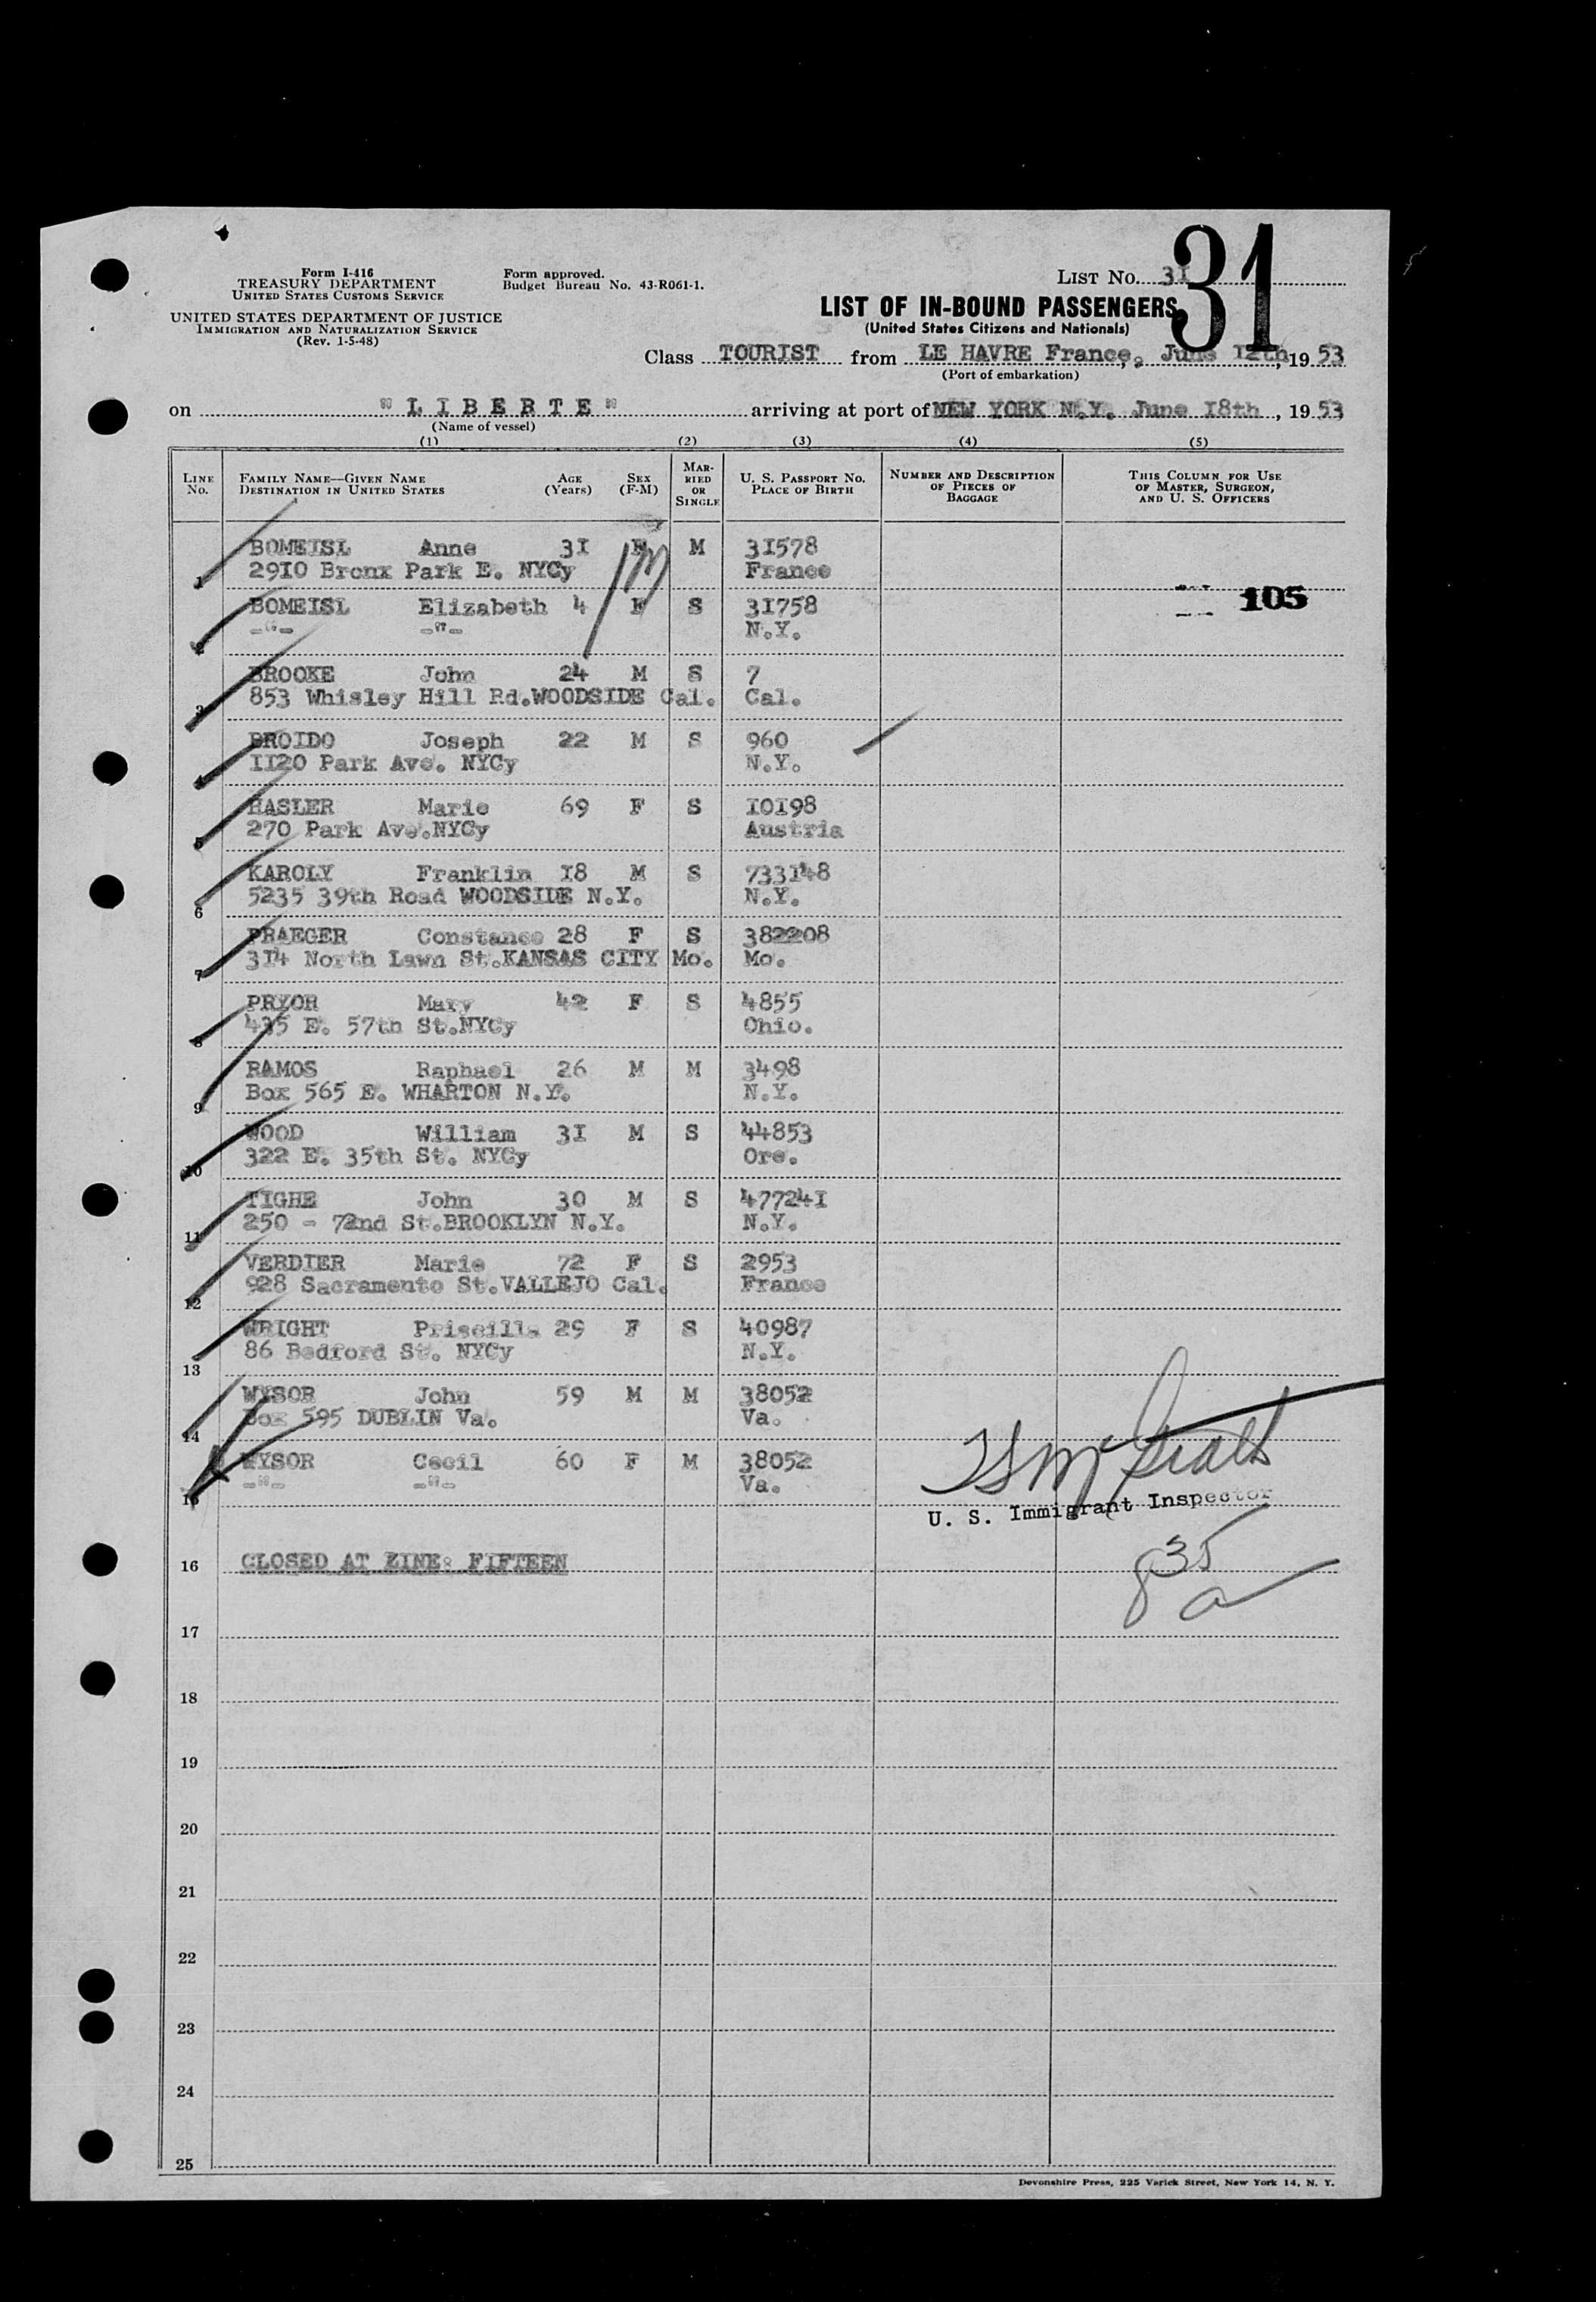 Form I-416
TREASURY DEPARTMENT
UNITED STATES CUSTOMS SERVICE
UNITED STATES DEPARTMENT OF JUSTICE
IMMIGRATION AND NATURALIZATION SERVICE
(Rev. 1-5-48)
Form approved.
Budget Bureau No. 43-R061-1.
LIST NO. 31
31
LIST OF IN-BOUND PASSENGERS
(United States Citizens and Nationals)
Class TOURIST from LE HAVRE France, June 12th, 19 53
(Port of embarkation)
on "LIBERTE" arriving at port of NEW YORK N.Y. June 18th, 19 53
(Name of vessel)
(1) (2) (3) (4) (5)
LINE NO. FAMILY NAME—GIVEN NAME DESTINATION IN UNITED STATES AGE (Years) SEX (F-M) MARRIED OR SINGLE U. S. PASSPORT NO. PLACE OF BIRTH NUMBER AND DESCRIPTION OF PIECES OF BAGGAGE THIS COLUMN FOR USE OF MASTER, SURGEON, AND U. S. OFFICERS
1 BOMEISL Anne 31 F M 31578
2910 Bronx Park E. NYCy France
105
2 BOMEISL Elizabeth 4 F S 31758
-"- -"- N.Y.
3 BROOKE John 24 M S 7
853 Whisley Hill Rd.WOODSIDE Cal. Cal.
4 BROIDO Joseph 22 M S 960
1120 Park Ave. NYCy N.Y.
5 HASLER Marie 69 F S 10198
270 Park Ave.NYCy Austria
6 KAROLY Franklin 18 M S 733148
5235 39th Road WOODSIDE N.Y. N.Y.
7 PRAEGER Constance 28 F S 382208
314 North Lawn St.KANSAS CITY Mo. Mo.
8 PRYOR Mary 42 F S 4855
435 E. 57th St.NYCy Ohio.
9 RAMOS Raphael 26 M M 3498
Box 565 E. WHARTON N.Y. N.Y.
10 WOOD William 31 M S 44853
322 E. 35th St. NYCy Ore.
11 TIGHE John 30 M S 477241
250 - 72nd St.BROOKLYN N.Y. N.Y.
12 VERDIER Marie 72 F S 2953
928 Sacramento St.VALLEJO Cal. France
13 WRIGHT Priscilla 29 F S 40987
86 Bedford St. NYCy N.Y.
14 WYSOR John 59 M M 38052
Box 595 DUBLIN Va. Va.
15 WYSOR Cecil 60 F M 38052
-"- -"- Va.
U. S. Immigrant Inspector
16 CLOSED AT LINE: FIFTEEN
835
a
17
18
19
20
21
22
23
24
25
Devonshire Press, 225 Varick Street, New York 14, N. Y.